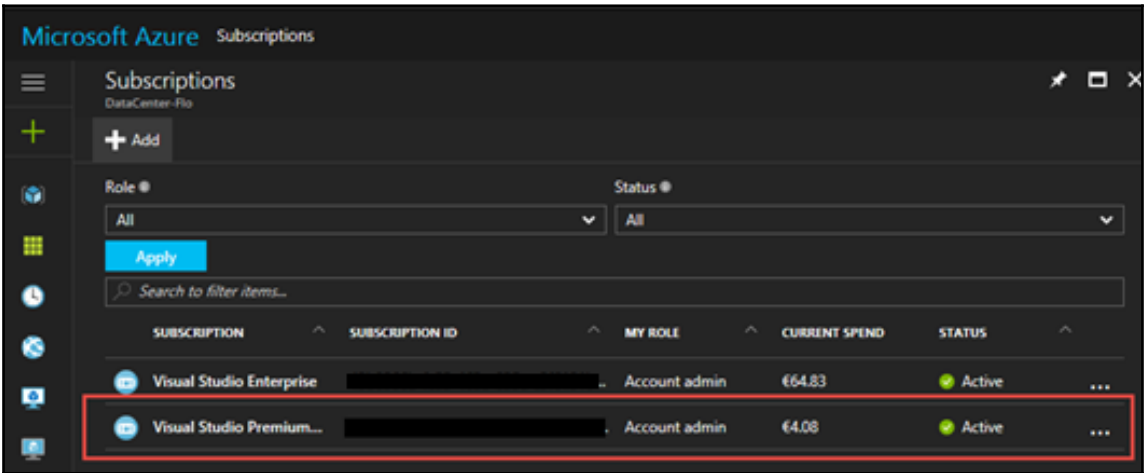 Microsoft Azure Subscriptions
Subscriptions
DataCenter-Flo
+ Add
Role
Status
All
All
Apply
Search to filter items...
SUBSCRIPTION SUBSCRIPTION ID MY ROLE CURRENT SPEND STATUS
Visual Studio Enterprise .. Account admin €64.83 Active ...
Visual Studio Premium... . Account admin €4.08 Active ...